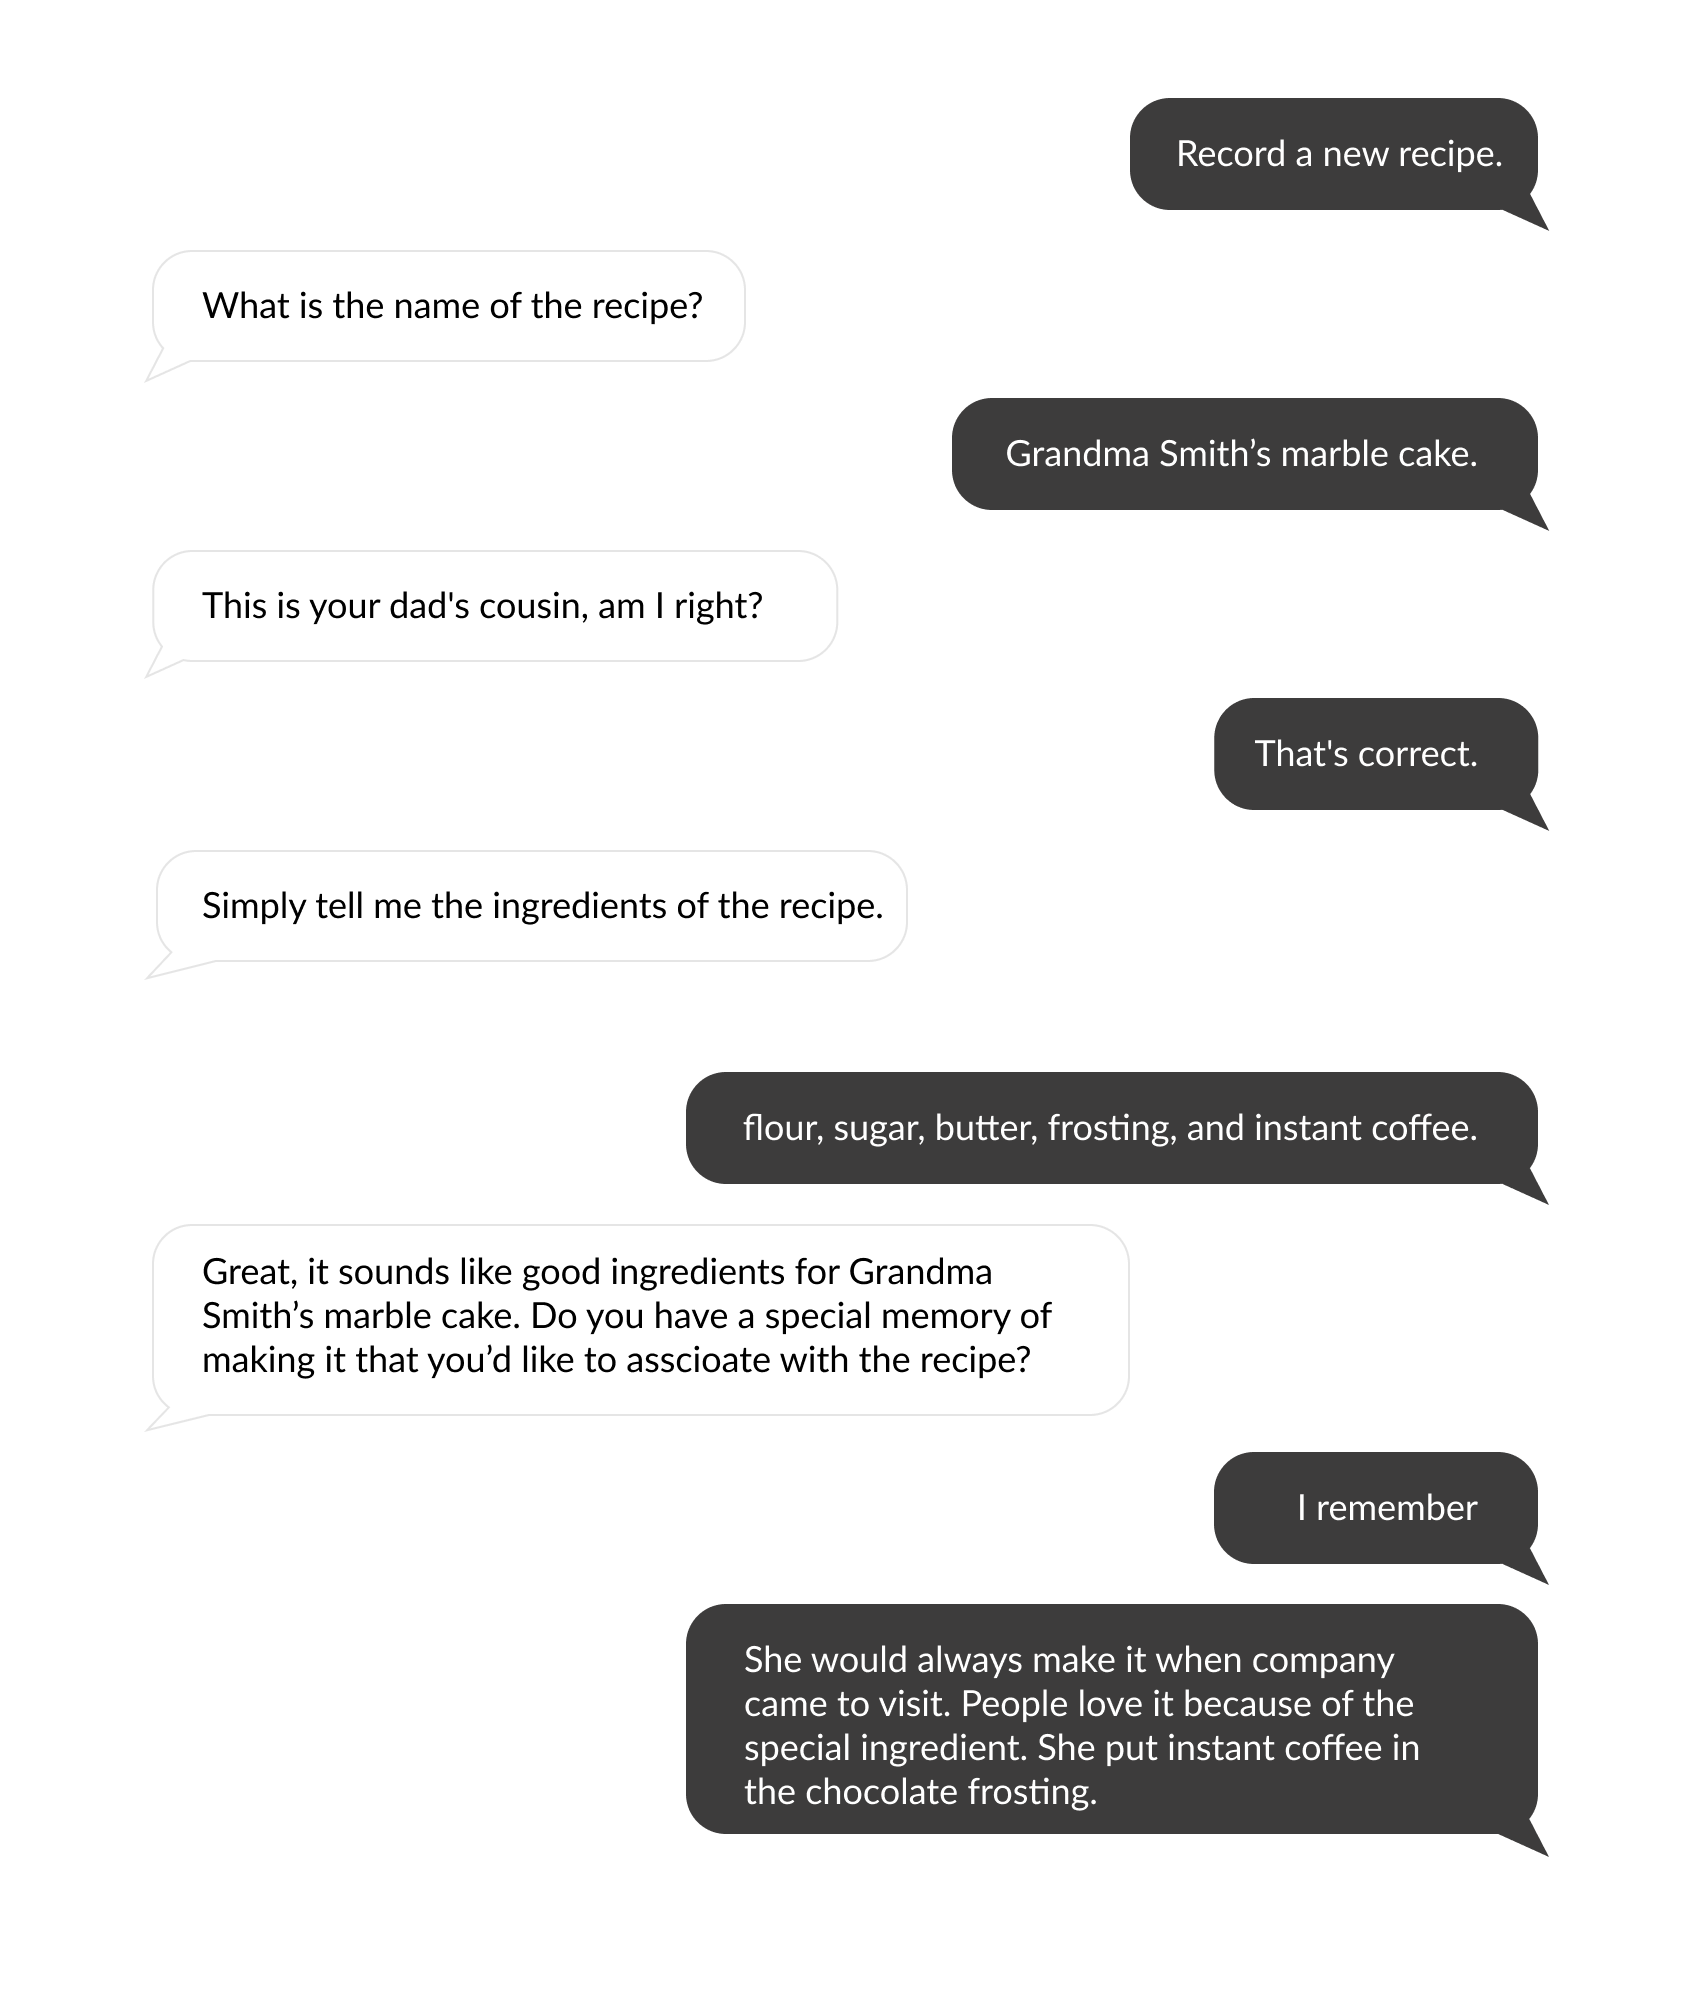 Record a new recipe.
What is the name of the recipe?
Grandma Smith’s marble cake.
This is your dad's cousin, am I right?
That's correct.
Simply tell me the ingredients of the recipe.
flour, sugar, butter, frosting, and instant coffee.
Great, it sounds like good ingredients for Grandma
Smith’s marble cake. Do you have a special memory of
making it that you’d like to asscioate with the recipe?
I remember
She would always make it when company
came to visit. People love it because of the
special ingredient. She put instant coffee in
the chocolate frosting.